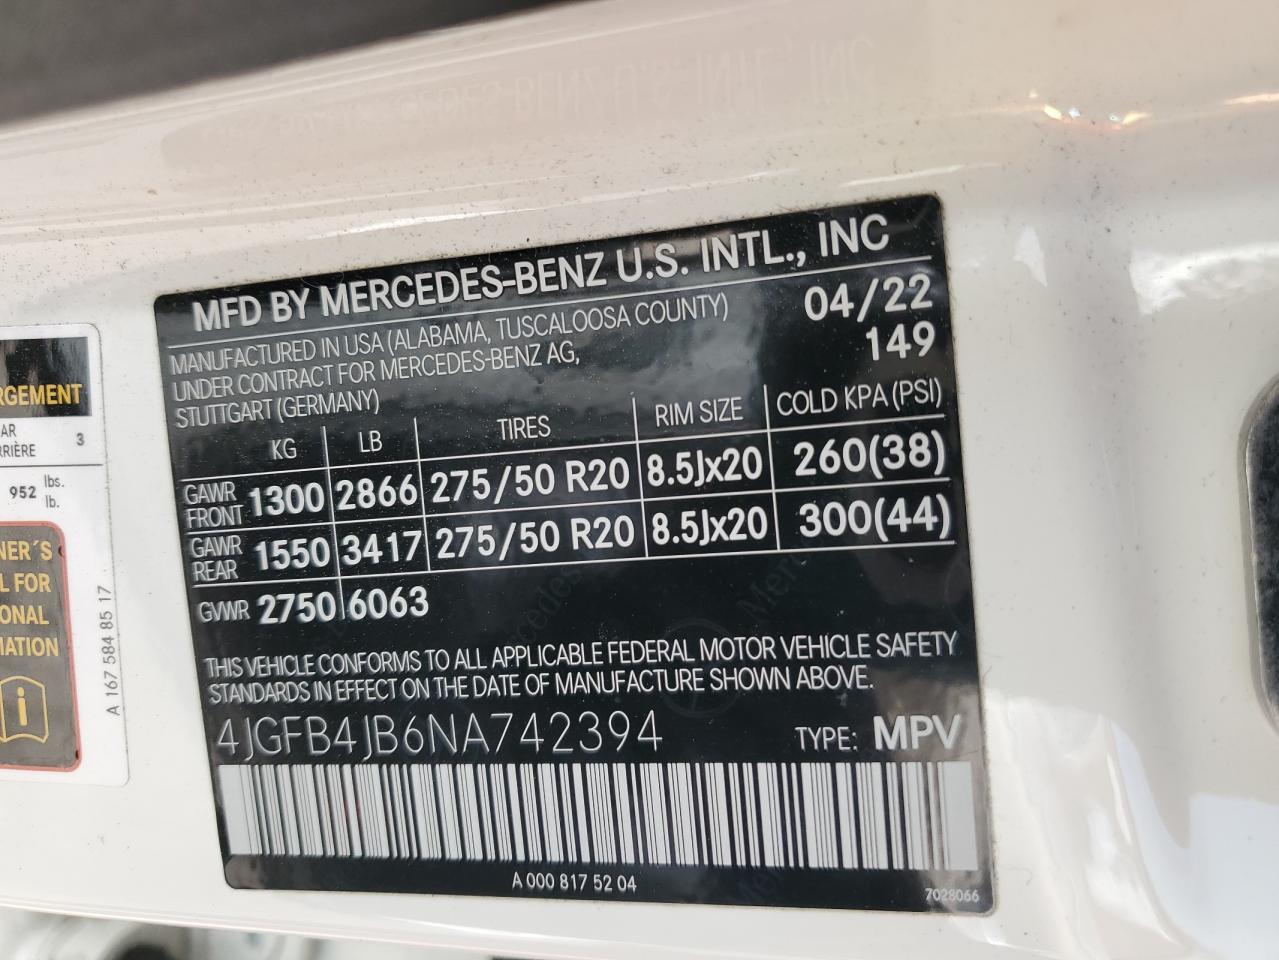 MFD BY MERCEDES-BENZ U.S. INTL., INC
MANUFACTURED IN USA (ALABAMA, TUSCALOOSA COUNTY) 04/22
UNDER CONTRACT FOR MERCEDES-BENZ AG, 149
STUTTGART (GERMANY)
KG LB TIRES RIM SIZE COLD KPA (PSI)
GAWR FRONT 1300 2866 275/50 R20 8.5Jx20 260(38)
GAWR REAR 1550 3417 275/50 R20 8.5Jx20 300(44)
GVWR 2750 6063
THIS VEHICLE CONFORMS TO ALL APPLICABLE FEDERAL MOTOR VEHICLE SAFETY
STANDARDS IN EFFECT ON THE DATE OF MANUFACTURE SHOWN ABOVE.
4JGFB4JB6NA742394 TYPE: MPV
A 000 817 52 04
7028066
RGEMENT
AR
RRIÈRE 3
952 lbs.
lb.
NER´S
L FOR
ONAL
MATION
A 167 584 85 17